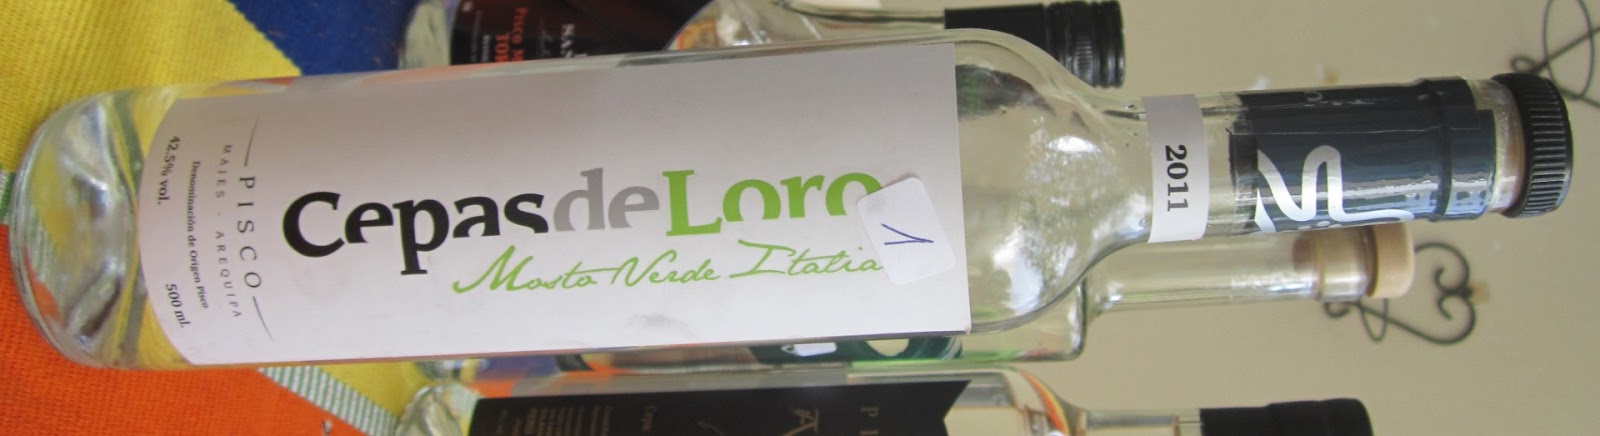 2011
CepasdeLoro
Mosto Verde Italia
1
PISCO
MAJES - AREQUIPA
Denominación de Origen Pisco
42.5% vol.
500 ml.